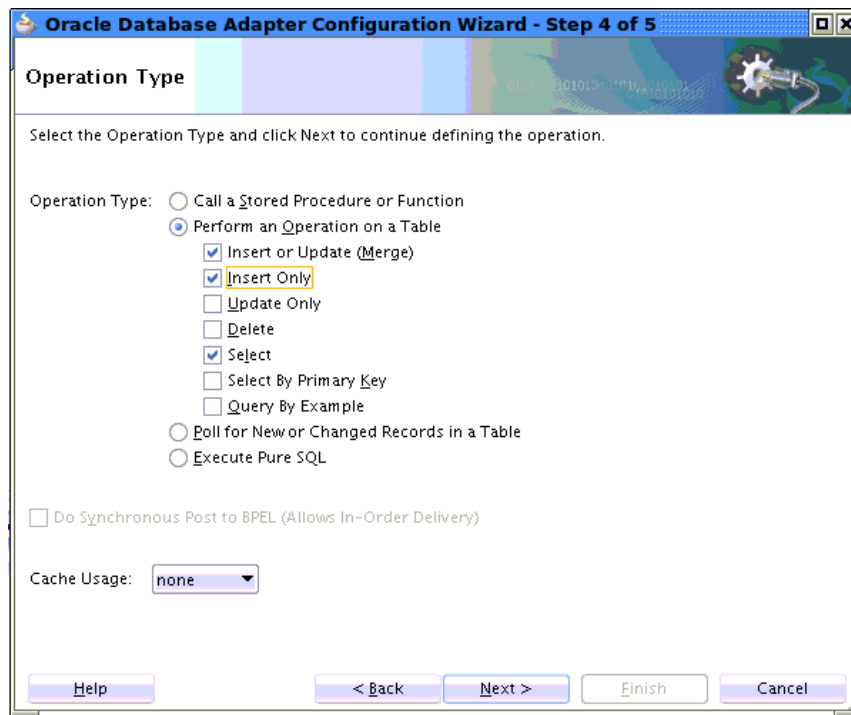 Oracle Database Adapter Configuration Wizard - Step 4 of 5
Operation Type
Select the Operation Type and click Next to continue defining the operation.
Operation Type: Call a Stored Procedure or Function
Perform an Operation on a Table
Insert or Update (Merge)
Insert Only
Update Only
Delete
Select
Select By Primary Key
Query By Example
Poll for New or Changed Records in a Table
Execute Pure SQL
Do Synchronous Post to BPEL (Allows In-Order Delivery)
Cache Usage: none
Help < Back Next > Finish Cancel